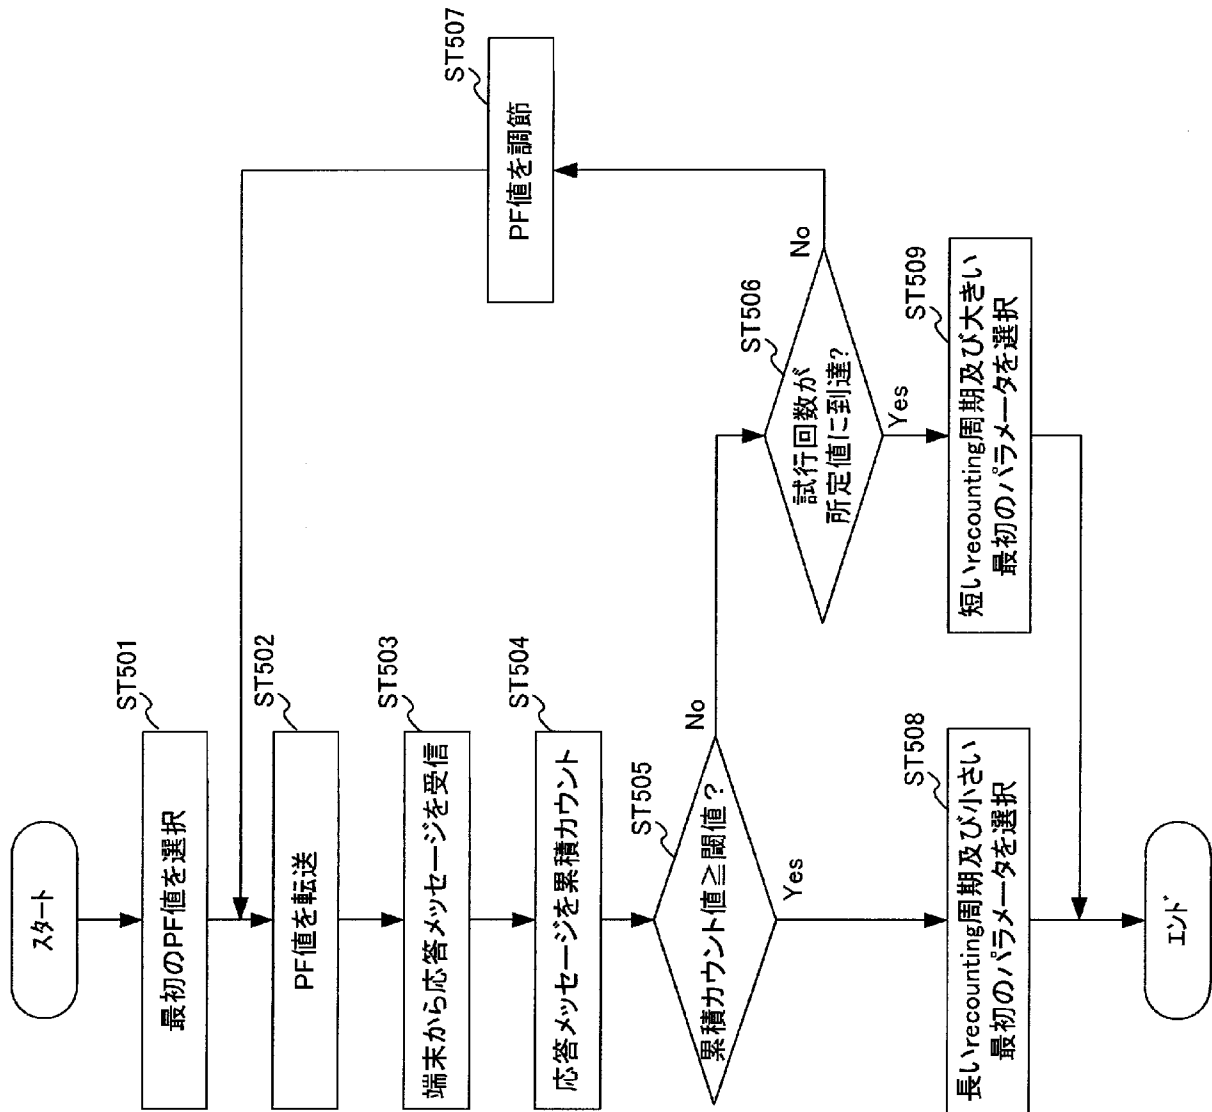 スタート
ST501
最初のPF値を選択
ST502
PF値を転送
ST503
端末から応答メッセージを受信
ST504
応答メッセージを累積カウント
ST505
累積カウント値≧閾値?
No
Yes
ST506
試行回数が
所定値に到達?
No
Yes
ST507
PF値を調節
ST508
長いrecounting周期及び小さい
最初のパラメータを選択
ST509
短いrecounting周期及び大きい
最初のパラメータを選択
エンド